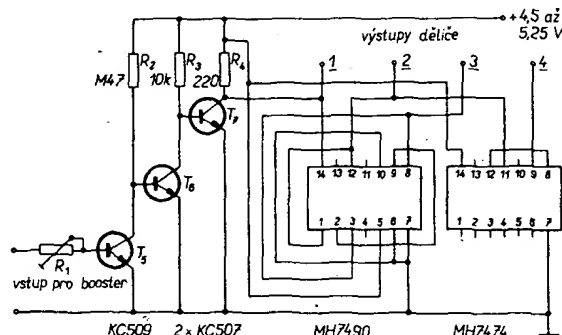 +4,5 až
5,25 V
výstupy děliče
R2 R3 R4
M47 10k 220
1 2 3 4
T7
14 13 12 11 10 9 8
14 13 12 11 10 9 8
T6
1 2 3 4 5 6 7
1 2 3 4 5 6 7
T5
R1
vstup pro booster
KC509 2×KC507 MH7490 MH7474